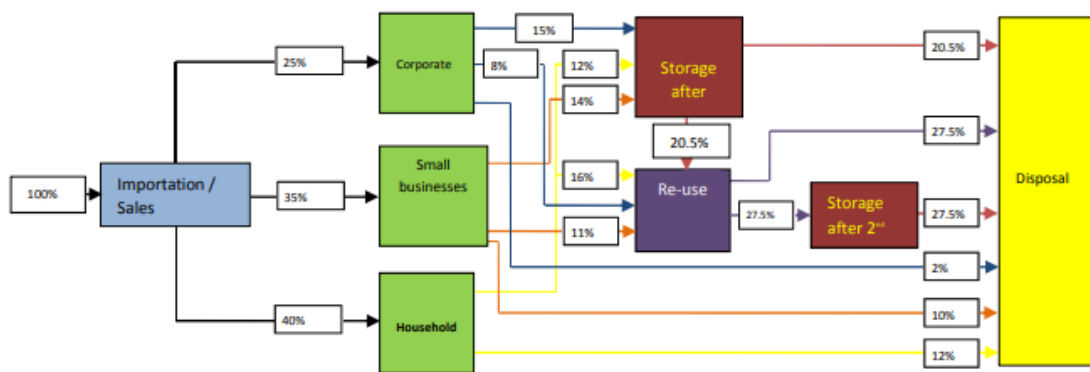 15%
20.5%
25%
Corporate
8%
12%
Storage
after
14%
20.5%
27.5%
Small
businesses
16%
Re-use
Disposal
100%
Importation /
Sales
35%
27.5%
Storage
after 2nd
27.5%
11%
2%
40%
Household
10%
12%